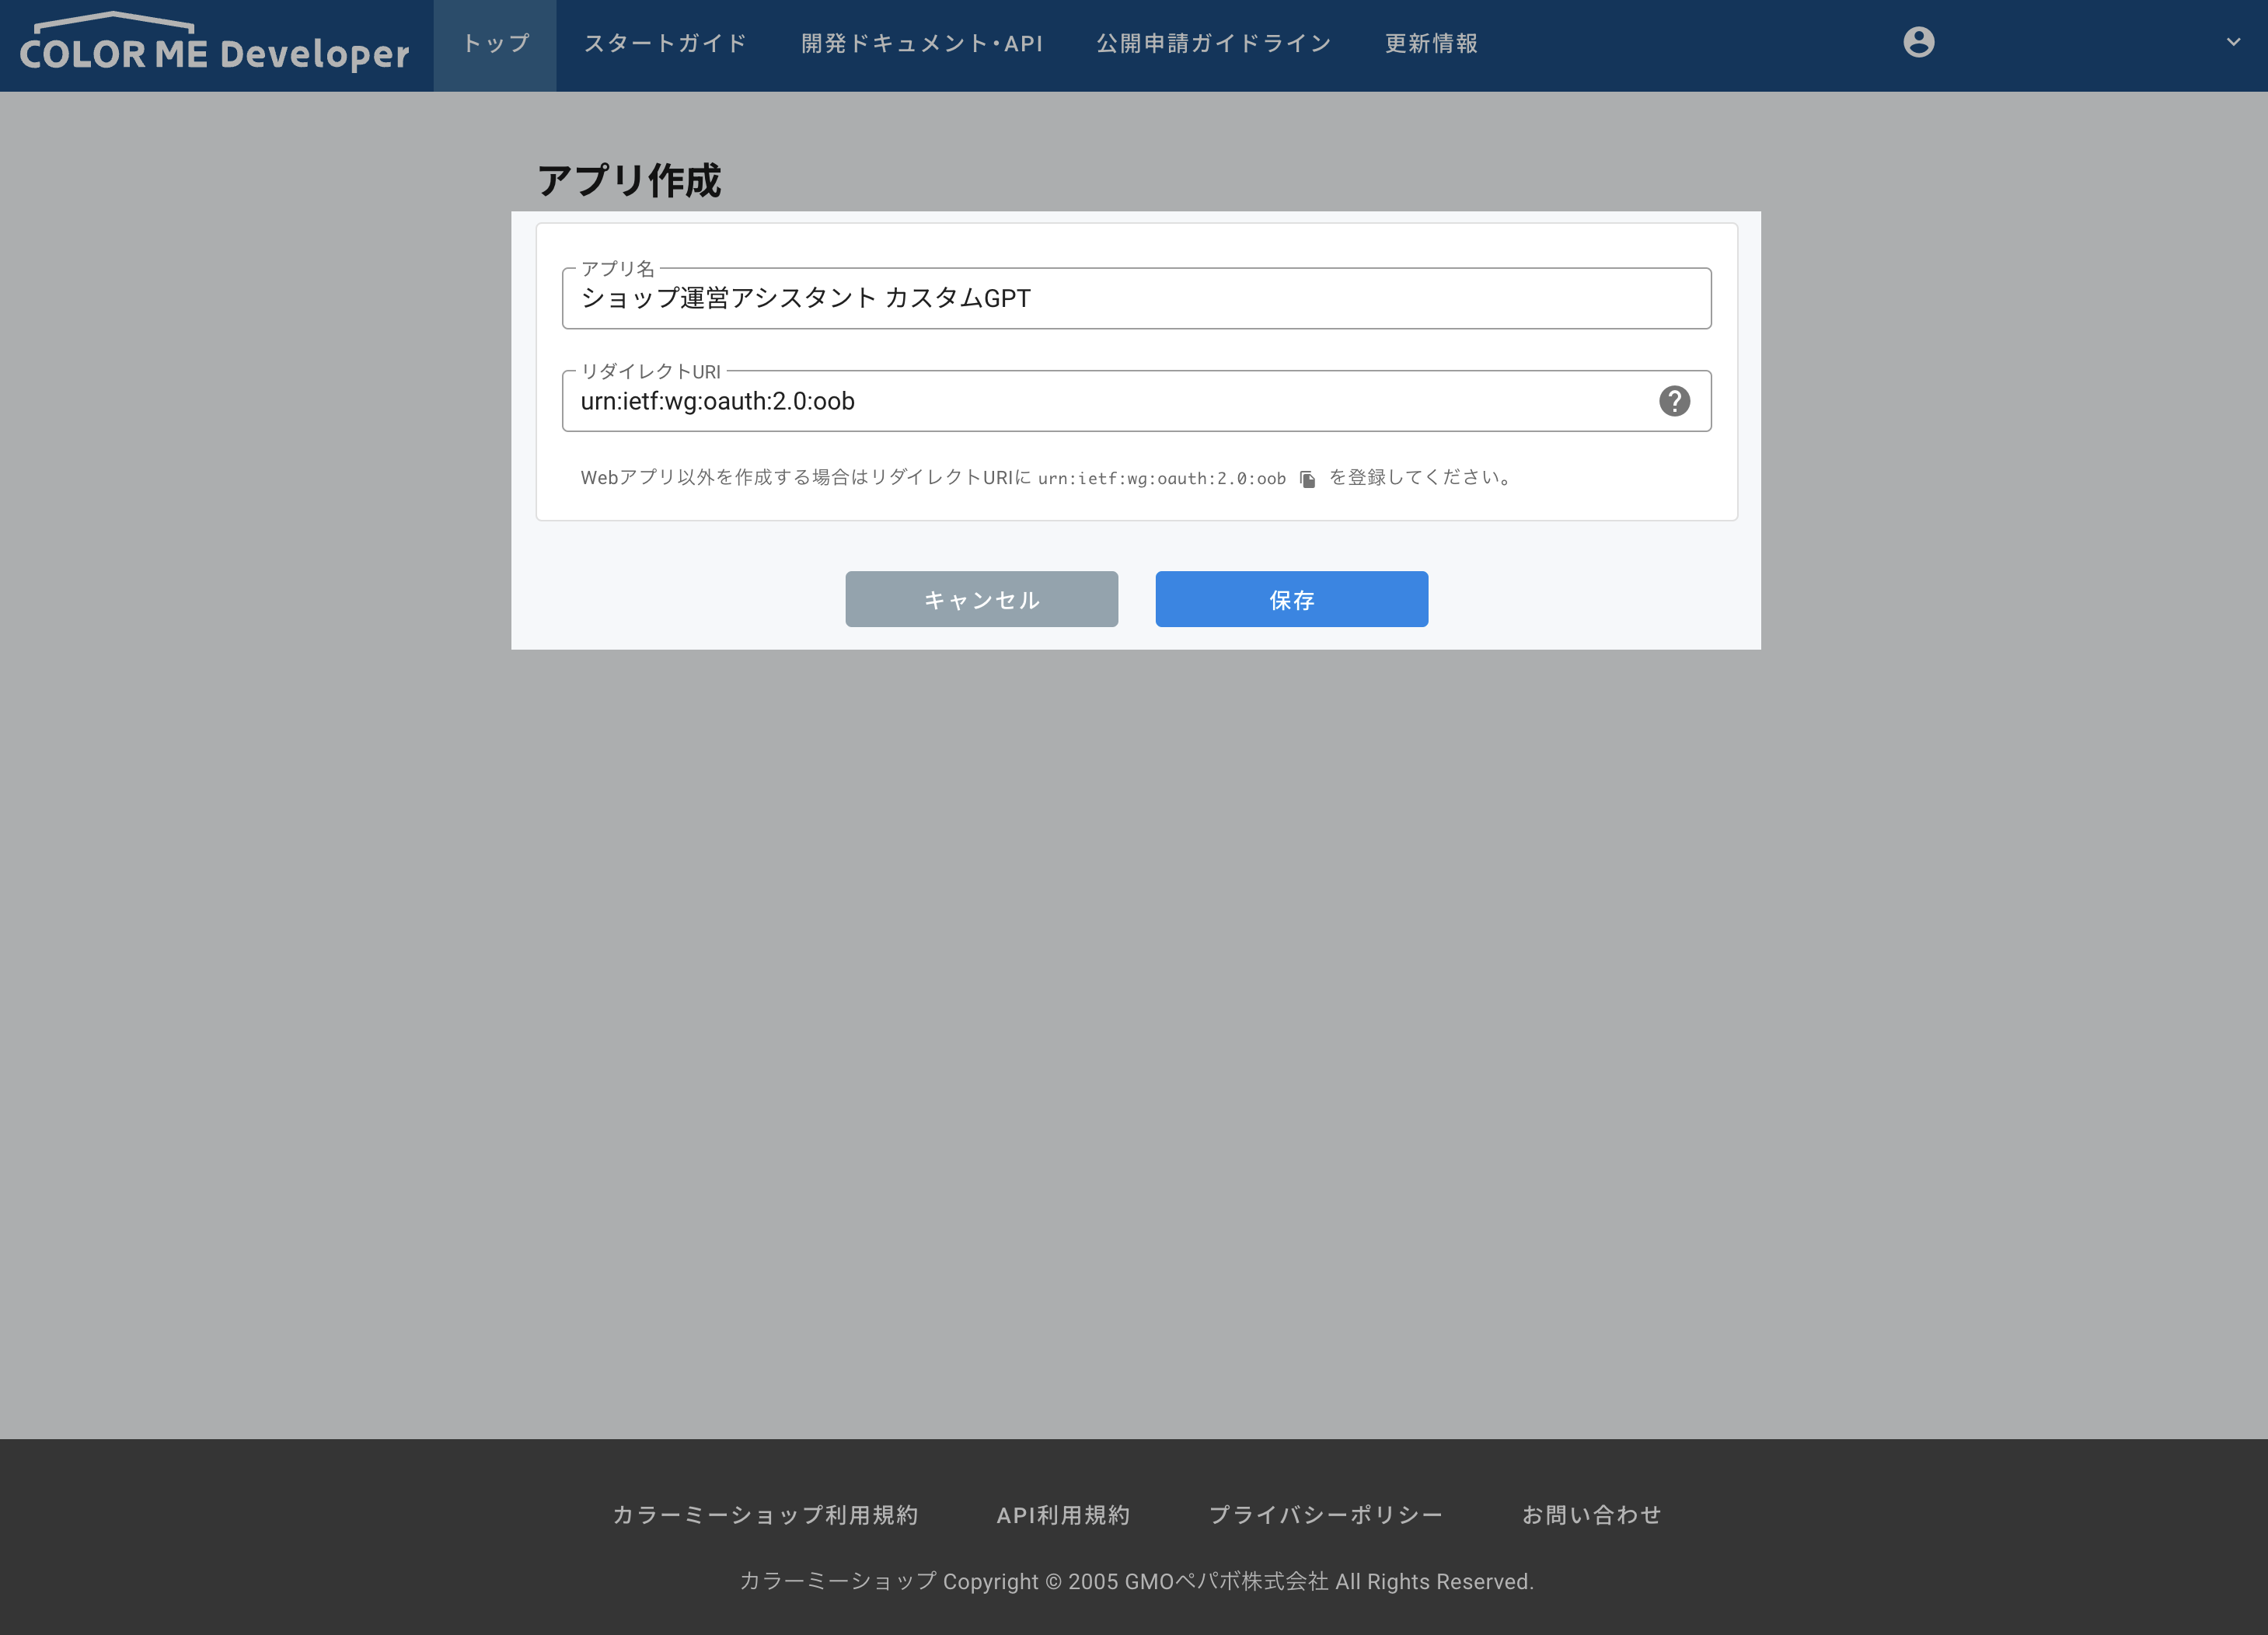 COLOR ME Developer
トップ
スタートガイド
開発ドキュメント・API
公開申請ガイドライン
更新情報
アプリ作成
アプリ名
ショップ運営アシスタント カスタムGPT
リダイレクトURI
urn:ietf:wg:oauth:2.0:oob
Webアプリ以外を作成する場合はリダイレクトURIに urn:ietf:wg:oauth:2.0:oob を登録してください。
キャンセル
保存
カラーミーショップ利用規約
API利用規約
プライバシーポリシー
お問い合わせ
カラーミーショップ Copyright © 2005 GMOペパボ株式会社 All Rights Reserved.